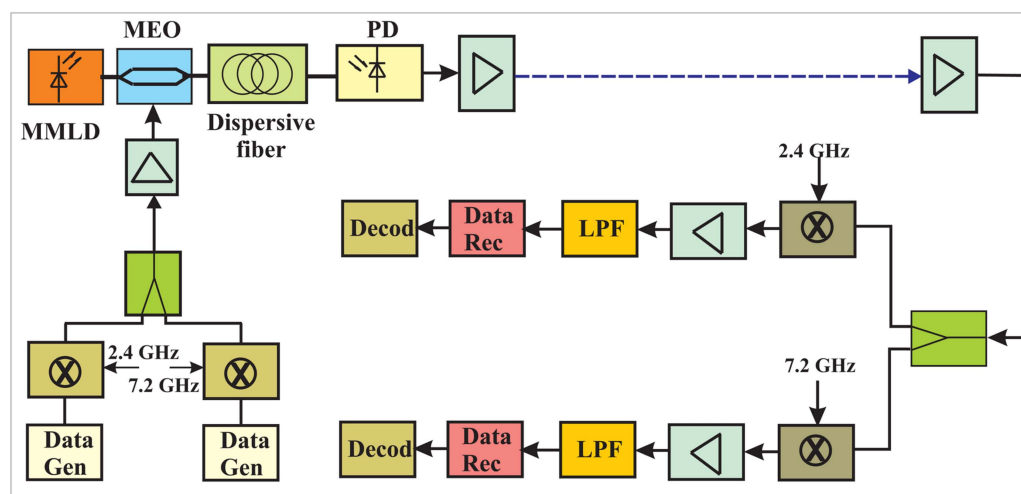 MEO
PD
MMLD
Dispersive
fiber
2.4 GHz
Decod
Data
Rec
LPF
X
2.4 GHz
7.2 GHz
X
X
Data
Gen
Data
Gen
7.2 GHz
Decod
Data
Rec
LPF
X